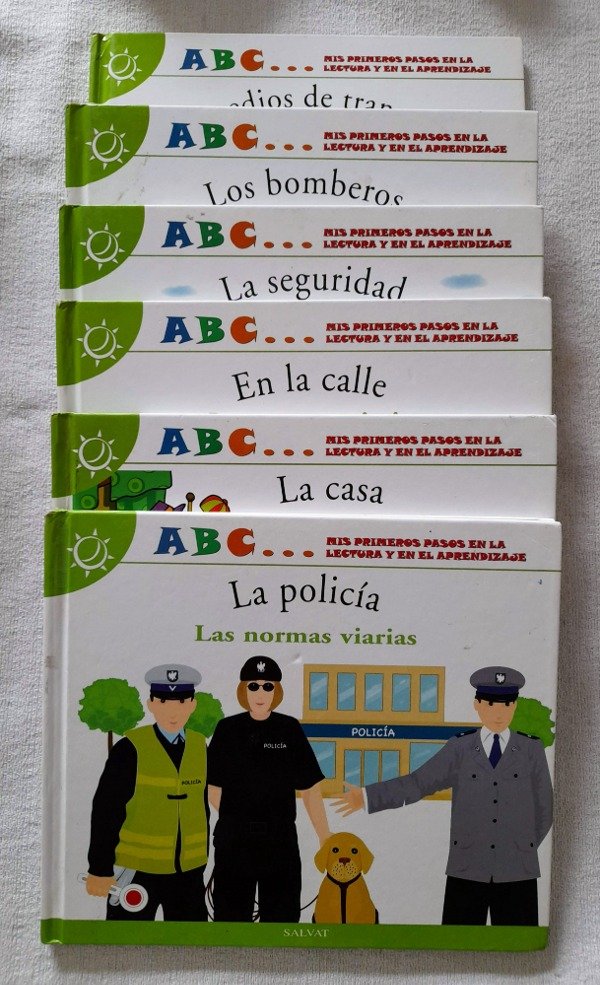 ABC... MIS PRIMEROS PASOS EN LA
LECTURA Y EN EL APRENDIZAJE
de
ABC... MIS PRIMEROS PASOS EN LA
LECTURA Y EN EL APRENDIZAJE
Los bomberos
ABC... MIS PRIMEROS PASOS EN LA
LECTURA Y EN EL APRENDIZAJE
La seguridad
ABC... MIS PRIMEROS PASOS EN LA
LECTURA Y EN EL APRENDIZAJE
En la calle
ABC... MIS PRIMEROS PASOS EN LA
LECTURA Y EN EL APRENDIZAJE
La casa
ABC... MIS PRIMEROS PASOS EN LA
LECTURA Y EN EL APRENDIZAJE
La policía
Las normas viarias
POLICÍA
POLICÍA
POLICÍA
SALVAT